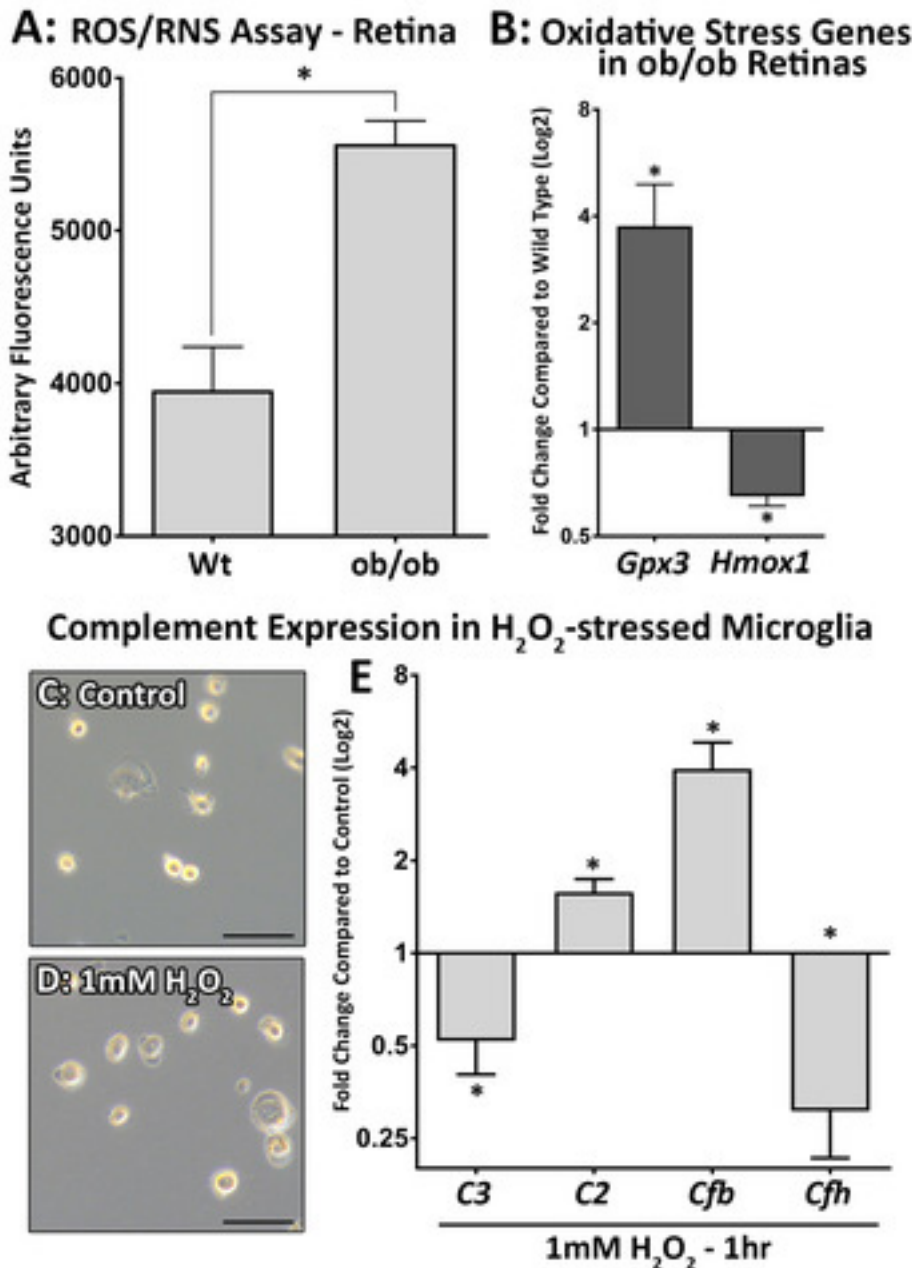 A: ROS/RNS Assay - Retina
6000
5000
4000
3000
Arbitrary Fluorescence Units
*
Wt
ob/ob
B: Oxidative Stress Genes
in ob/ob Retinas
8
4
2
1
0.5
Fold Change Compared to Wild Type (Log2)
*
*
Gpx3
Hmox1
Complement Expression in H₂O₂-stressed Microglia
C: Control
D: 1mM H₂O₂
E
8
4
2
1
0.5
0.25
Fold Change Compared to Control (Log2)
*
*
*
*
C3
C2
Cfb
Cfh
1mM H₂O₂ - 1hr